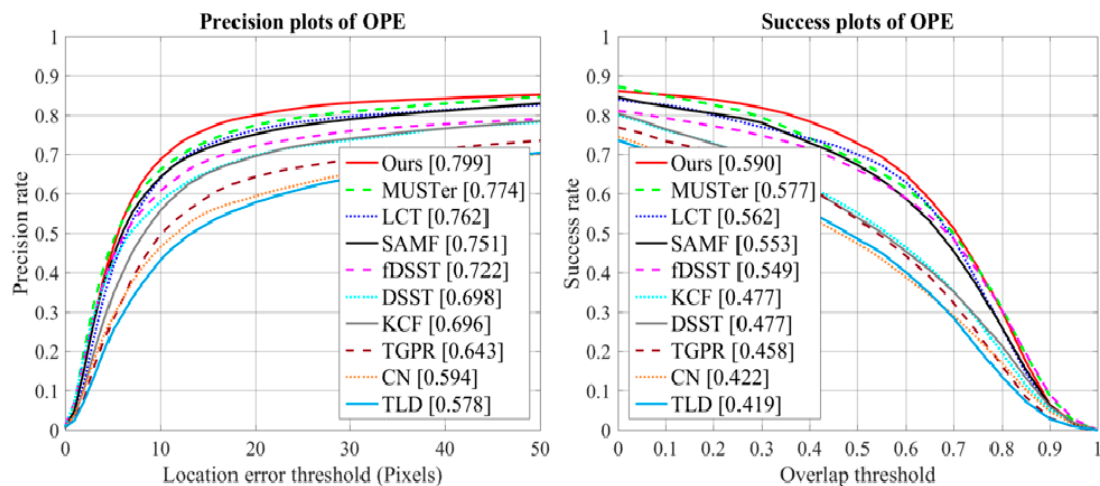 Precision plots of OPE
Precision rate
1
0.9
0.8
0.7
0.6
0.5
0.4
0.3
0.2
0.1
0
Ours [0.799]
MUSTer [0.774]
LCT [0.762]
SAMF [0.751]
fDSST [0.722]
DSST [0.698]
KCF [0.696]
TGPR [0.643]
CN [0.594]
TLD [0.578]
0 10 20 30 40 50
Location error threshold (Pixels)
Success plots of OPE
Success rate
1
0.9
0.8
0.7
0.6
0.5
0.4
0.3
0.2
0.1
0
Ours [0.590]
MUSTer [0.577]
LCT [0.562]
SAMF [0.553]
fDSST [0.549]
KCF [0.477]
DSST [0.477]
TGPR [0.458]
CN [0.422]
TLD [0.419]
0 0.1 0.2 0.3 0.4 0.5 0.6 0.7 0.8 0.9 1
Overlap threshold